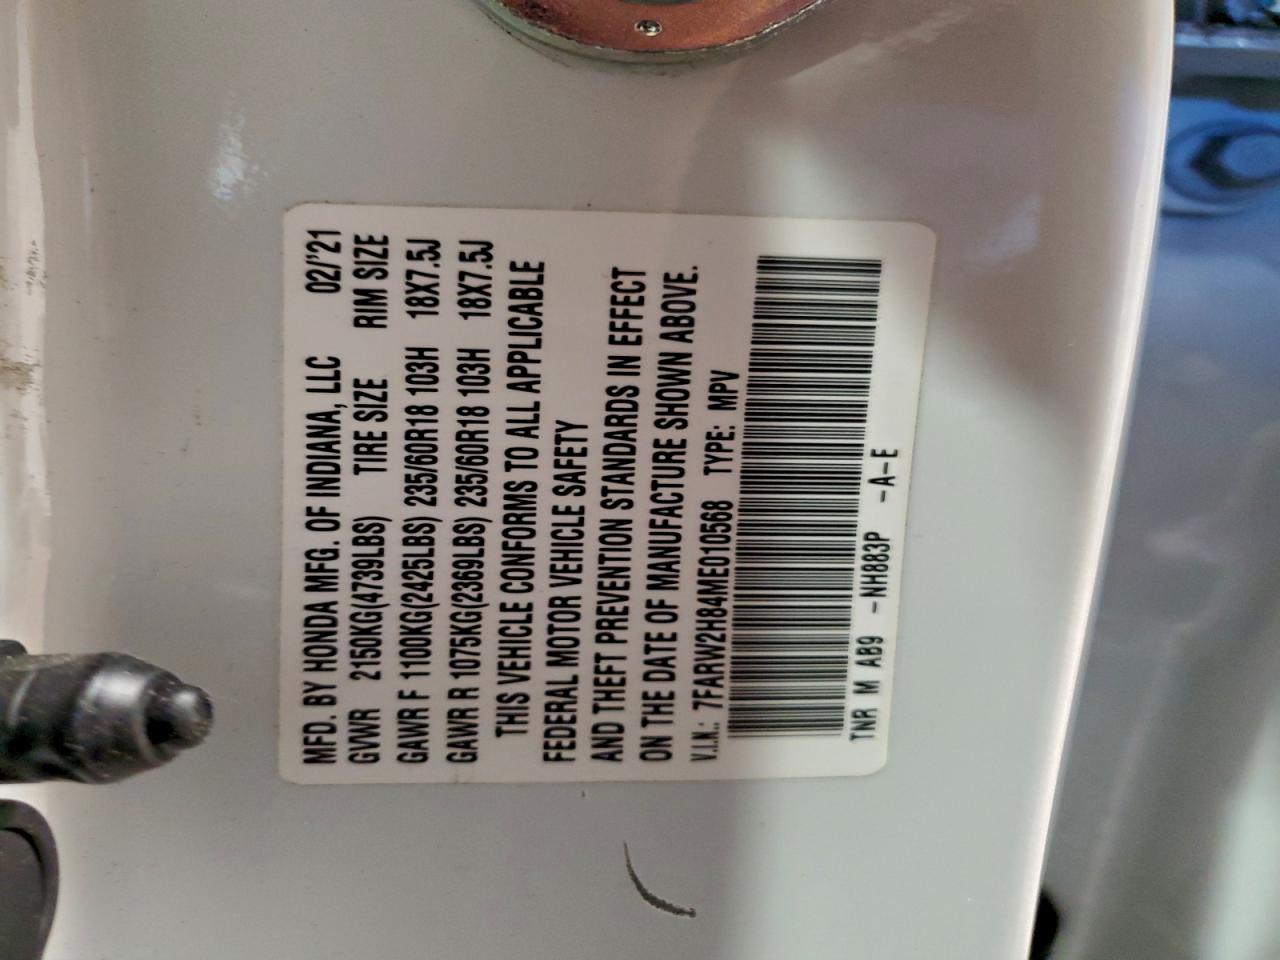 MFD. BY HONDA MFG. OF INDIANA, LLC 02/'21
GVWR 2150KG(4739LBS) TIRE SIZE RIM SIZE
GAWR F 1100KG(2425LBS) 235/60R18 103H 18X7.5J
GAWR R 1075KG(2369LBS) 235/60R18 103H 18X7.5J
THIS VEHICLE CONFORMS TO ALL APPLICABLE
FEDERAL MOTOR VEHICLE SAFETY
AND THEFT PREVENTION STANDARDS IN EFFECT
ON THE DATE OF MANUFACTURE SHOWN ABOVE.
V.I.N.: 7FARW2H84ME010568 TYPE: MPV
TNR M AB9 -NH883P -A-E